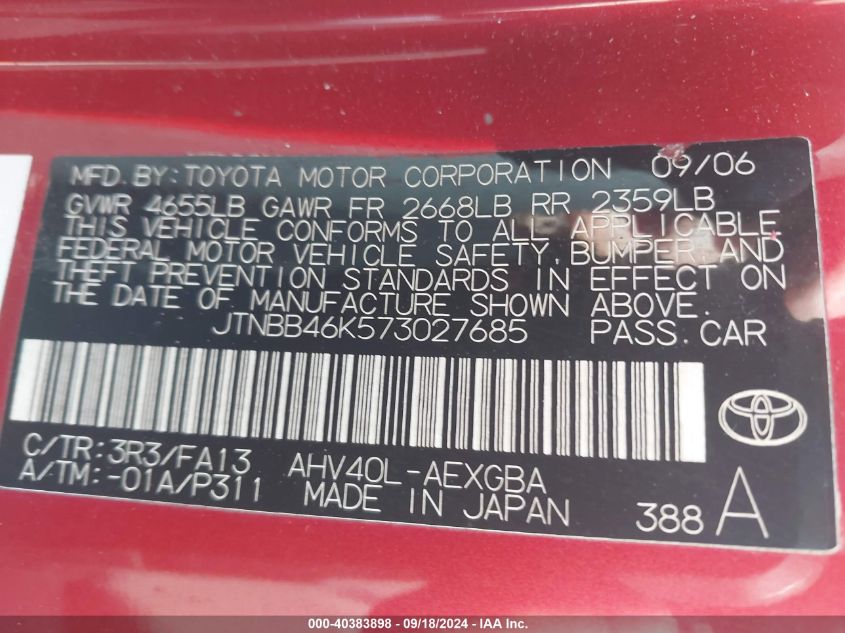 MFD.BY:TOYOTA MOTOR CORPORATION 09/06
GVWR 4655LB GAWR FR 2668LB RR 2359LB
THIS VEHICLE CONFORMS TO ALL APPLICABLE
FEDERAL MOTOR VEHICLE SAFETY, BUMPER, AND
THEFT PREVENTION STANDARDS IN EFFECT ON
THE DATE OF MANUFACTURE SHOWN ABOVE.
JTNBB46K573027685 PASS.CAR
C/TR:3R3/FA13 AHV40L-AEXGBA
A/TM:-01A/P311 MADE IN JAPAN 388 A
000-40383898 - 09/18/2024 - IAA Inc.